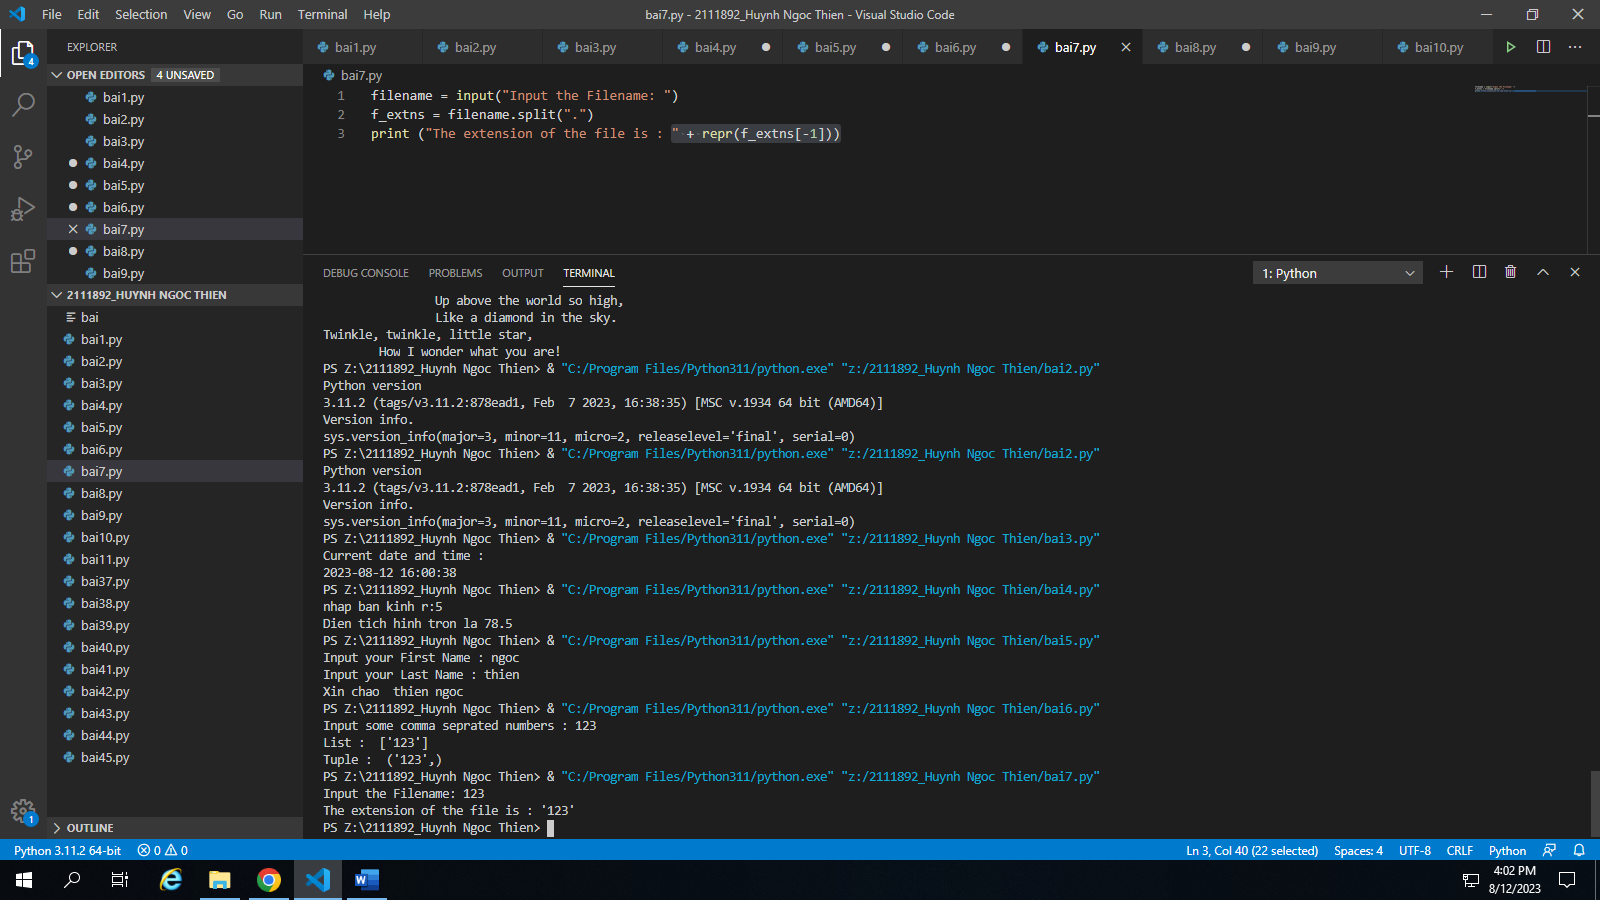 File Edit Selection View Go Run Terminal Help
bai7.py - 2111892_Huynh Ngoc Thien - Visual Studio Code
EXPLORER
bai1.py bai2.py bai3.py bai4.py bai5.py bai6.py bai7.py bai8.py bai9.py bai10.py
4
OPEN EDITORS 4 UNSAVED
bai1.py
bai2.py
bai3.py
bai4.py
bai5.py
bai6.py
bai7.py
bai8.py
bai9.py
2111892_HUYNH NGOC THIEN
bai
bai1.py
bai2.py
bai3.py
bai4.py
bai5.py
bai6.py
bai7.py
bai8.py
bai9.py
bai10.py
bai11.py
bai37.py
bai38.py
bai39.py
bai40.py
bai41.py
bai42.py
bai43.py
bai44.py
bai45.py
OUTLINE
1
bai7.py
1 filename = input("Input the Filename: ")
2 f_extns = filename.split(".")
3 print ("The extension of the file is : " + repr(f_extns[-1]))
DEBUG CONSOLE PROBLEMS OUTPUT TERMINAL
1: Python
Up above the world so high,
Like a diamond in the sky.
Twinkle, twinkle, little star,
How I wonder what you are!
PS Z:\2111892_Huynh Ngoc Thien> & "C:/Program Files/Python311/python.exe" "z:/2111892_Huynh Ngoc Thien/bai2.py"
Python version
3.11.2 (tags/v3.11.2:878ead1, Feb  7 2023, 16:38:35) [MSC v.1934 64 bit (AMD64)]
Version info.
sys.version_info(major=3, minor=11, micro=2, releaselevel='final', serial=0)
PS Z:\2111892_Huynh Ngoc Thien> & "C:/Program Files/Python311/python.exe" "z:/2111892_Huynh Ngoc Thien/bai2.py"
Python version
3.11.2 (tags/v3.11.2:878ead1, Feb  7 2023, 16:38:35) [MSC v.1934 64 bit (AMD64)]
Version info.
sys.version_info(major=3, minor=11, micro=2, releaselevel='final', serial=0)
PS Z:\2111892_Huynh Ngoc Thien> & "C:/Program Files/Python311/python.exe" "z:/2111892_Huynh Ngoc Thien/bai3.py"
Current date and time :
2023-08-12 16:00:38
PS Z:\2111892_Huynh Ngoc Thien> & "C:/Program Files/Python311/python.exe" "z:/2111892_Huynh Ngoc Thien/bai4.py"
nhap ban kinh r:5
Dien tich hinh tron la 78.5
PS Z:\2111892_Huynh Ngoc Thien> & "C:/Program Files/Python311/python.exe" "z:/2111892_Huynh Ngoc Thien/bai5.py"
Input your First Name : ngoc
Input your Last Name : thien
Xin chao  thien ngoc
PS Z:\2111892_Huynh Ngoc Thien> & "C:/Program Files/Python311/python.exe" "z:/2111892_Huynh Ngoc Thien/bai6.py"
Input some comma seprated numbers : 123
List :  ['123']
Tuple :  ('123',)
PS Z:\2111892_Huynh Ngoc Thien> & "C:/Program Files/Python311/python.exe" "z:/2111892_Huynh Ngoc Thien/bai7.py"
Input the Filename: 123
The extension of the file is : '123'
PS Z:\2111892_Huynh Ngoc Thien>
Python 3.11.2 64-bit 0 0 Ln 3, Col 40 (22 selected) Spaces: 4 UTF-8 CRLF Python
4:02 PM
8/12/2023